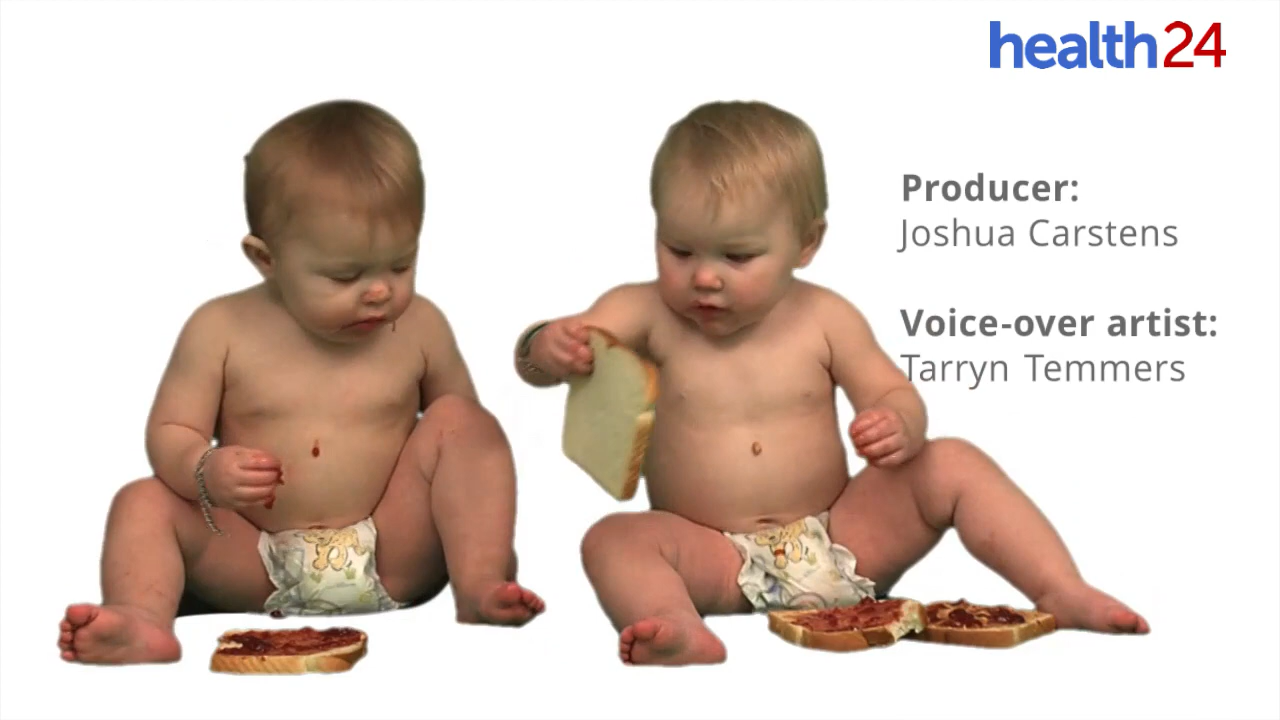 health24
Producer:
Joshua Carstens
Voice-over artist:
Tarryn Temmers